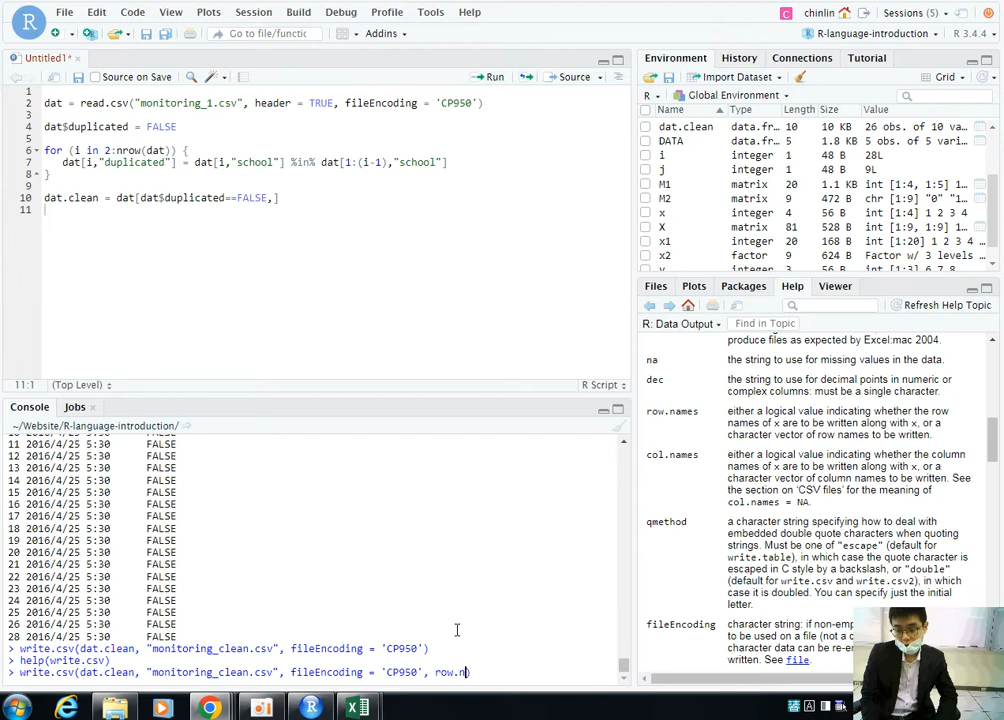 File Edit Code View Plots Session Build Debug Profile Tools Help
chinlin Sessions (5)
Go to file/functic Addins
R-language-introduction R 3.4.4
Untitled1*
Source on Save Run Source
1
2 dat = read.csv("monitoring_1.csv", header = TRUE, fileEncoding = 'CP950')
3
4 dat$duplicated = FALSE
5
6 for (i in 2:nrow(dat)) {
7 dat[i,"duplicated"] = dat[i,"school"] %in% dat[1:(i-1),"school"]
8 }
9
10 dat.clean = dat[dat$duplicated==FALSE,]
11
11:1 (Top Level) R Script
Console Jobs
~/Website/R-language-introduction/
11 2016/4/25 5:30 FALSE
12 2016/4/25 5:30 FALSE
13 2016/4/25 5:30 FALSE
14 2016/4/25 5:30 FALSE
15 2016/4/25 5:30 FALSE
16 2016/4/25 5:30 FALSE
17 2016/4/25 5:30 FALSE
18 2016/4/25 5:30 FALSE
19 2016/4/25 5:30 FALSE
20 2016/4/25 5:30 FALSE
21 2016/4/25 5:30 FALSE
22 2016/4/25 5:30 FALSE
23 2016/4/25 5:30 FALSE
24 2016/4/25 5:30 FALSE
25 2016/4/25 5:30 FALSE
26 2016/4/25 5:30 FALSE
28 2016/4/25 5:30 FALSE
> write.csv(dat.clean, "monitoring_clean.csv", fileEncoding = 'CP950')
> help(write.csv)
> write.csv(dat.clean, "monitoring_clean.csv", fileEncoding = 'CP950', row.n)
Environment History Connections Tutorial
Import Dataset Grid
R Global Environment
Name Type Length Size Value
dat.clean data.fr… 10 10 KB 26 obs. of 10 va…
DATA data.fr… 5 1.8 KB 5 obs. of 5 vari…
i integer 1 48 B 28L
j integer 1 48 B 9L
M1 matrix 20 1.1 KB int [1:4, 1:5] 1…
M2 matrix 9 472 B chr [1:9] "0" "1"…
x integer 4 56 B int [1:4] 1 2 3 4
X matrix 81 528 B int [1:9, 1:9] 1…
x1 integer 20 168 B int [1:20] 1 2 3 4 …
x2 factor 9 624 B Factor w/ 3 levels …
Files Plots Packages Help Viewer
Refresh Help Topic
R: Data Output Find in Topic
produce files as expected by Excel:mac 2004.
na the string to use for missing values in the data.
dec the string to use for decimal points in numeric or
complex columns: must be a single character.
row.names either a logical value indicating whether the row
names of x are to be written along with x, or a
character vector of row names to be written.
col.names either a logical value indicating whether the column
names of x are to be written along with x, or a
character vector of column names to be written. See
the section on 'CSV files' for the meaning of
col.names = NA.
qmethod a character string specifying how to deal with
embedded double quote characters when quoting
strings. Must be one of "escape" (default for
write.table), in which case the quote character is
escaped in C style by a backslash, or "double"
(default for write.csv and write.csv2), in which
case it is doubled. You can specify just the initial
letter.
fileEncoding character string: if non-emp
to be used on a file (not a c
character data can be re-e
written. See file.